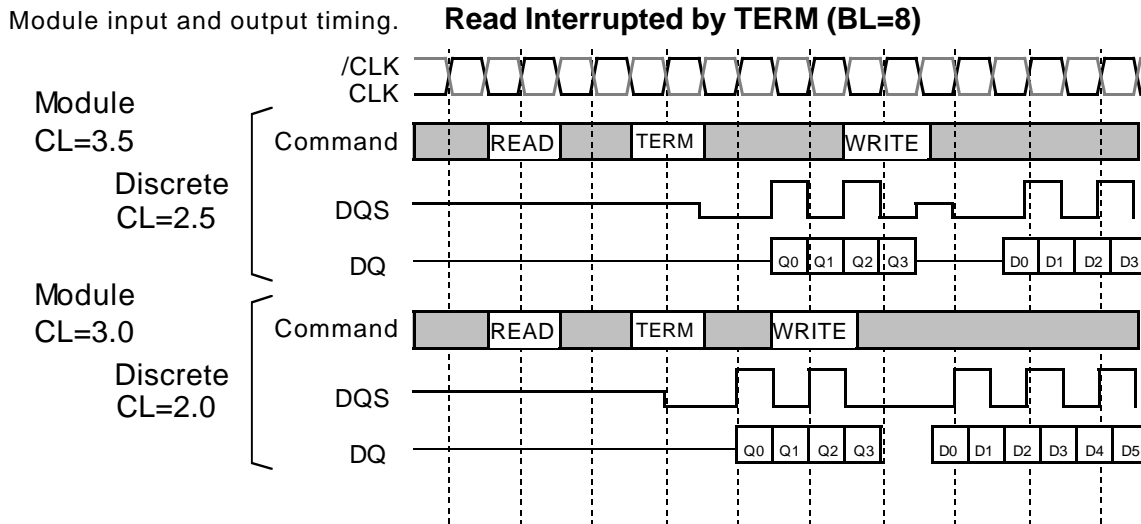 Module input and output timing. Read Interrupted by TERM (BL=8)
/CLK
CLK
Module
CL=3.5
Command READ TERM WRITE
Discrete
CL=2.5
DQS
DQ Q0 Q1 Q2 Q3 D0 D1 D2 D3
Module
CL=3.0
Command READ TERM WRITE
Discrete
CL=2.0
DQS
DQ Q0 Q1 Q2 Q3 D0 D1 D2 D3 D4 D5